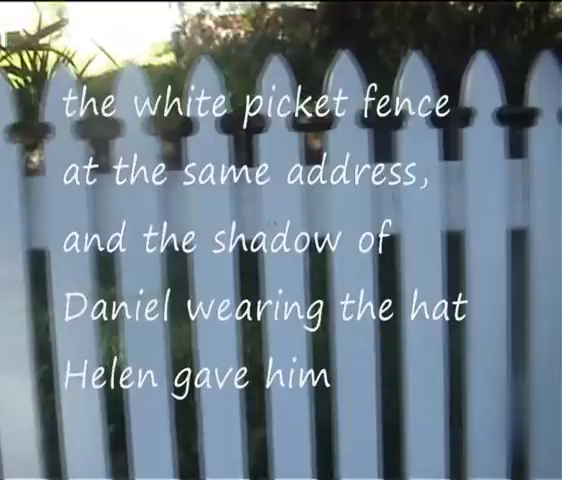 the white picket fence
at the same address,
and the shadow of
Daniel wearing the hat
Helen gave him